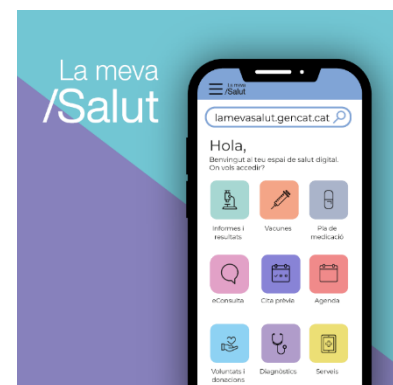 La meva
/Salut
La meva
/Salut
lamevasalut.gencat.cat
Hola,
Benvingut al teu espai de salut digital.
On vols accedir?
Informes i
resultats
Vacunes
Pla de
medicació
eConsulta
Cita prèvia
Agenda
Voluntats i
donacions
Diagnòstics
Serveis